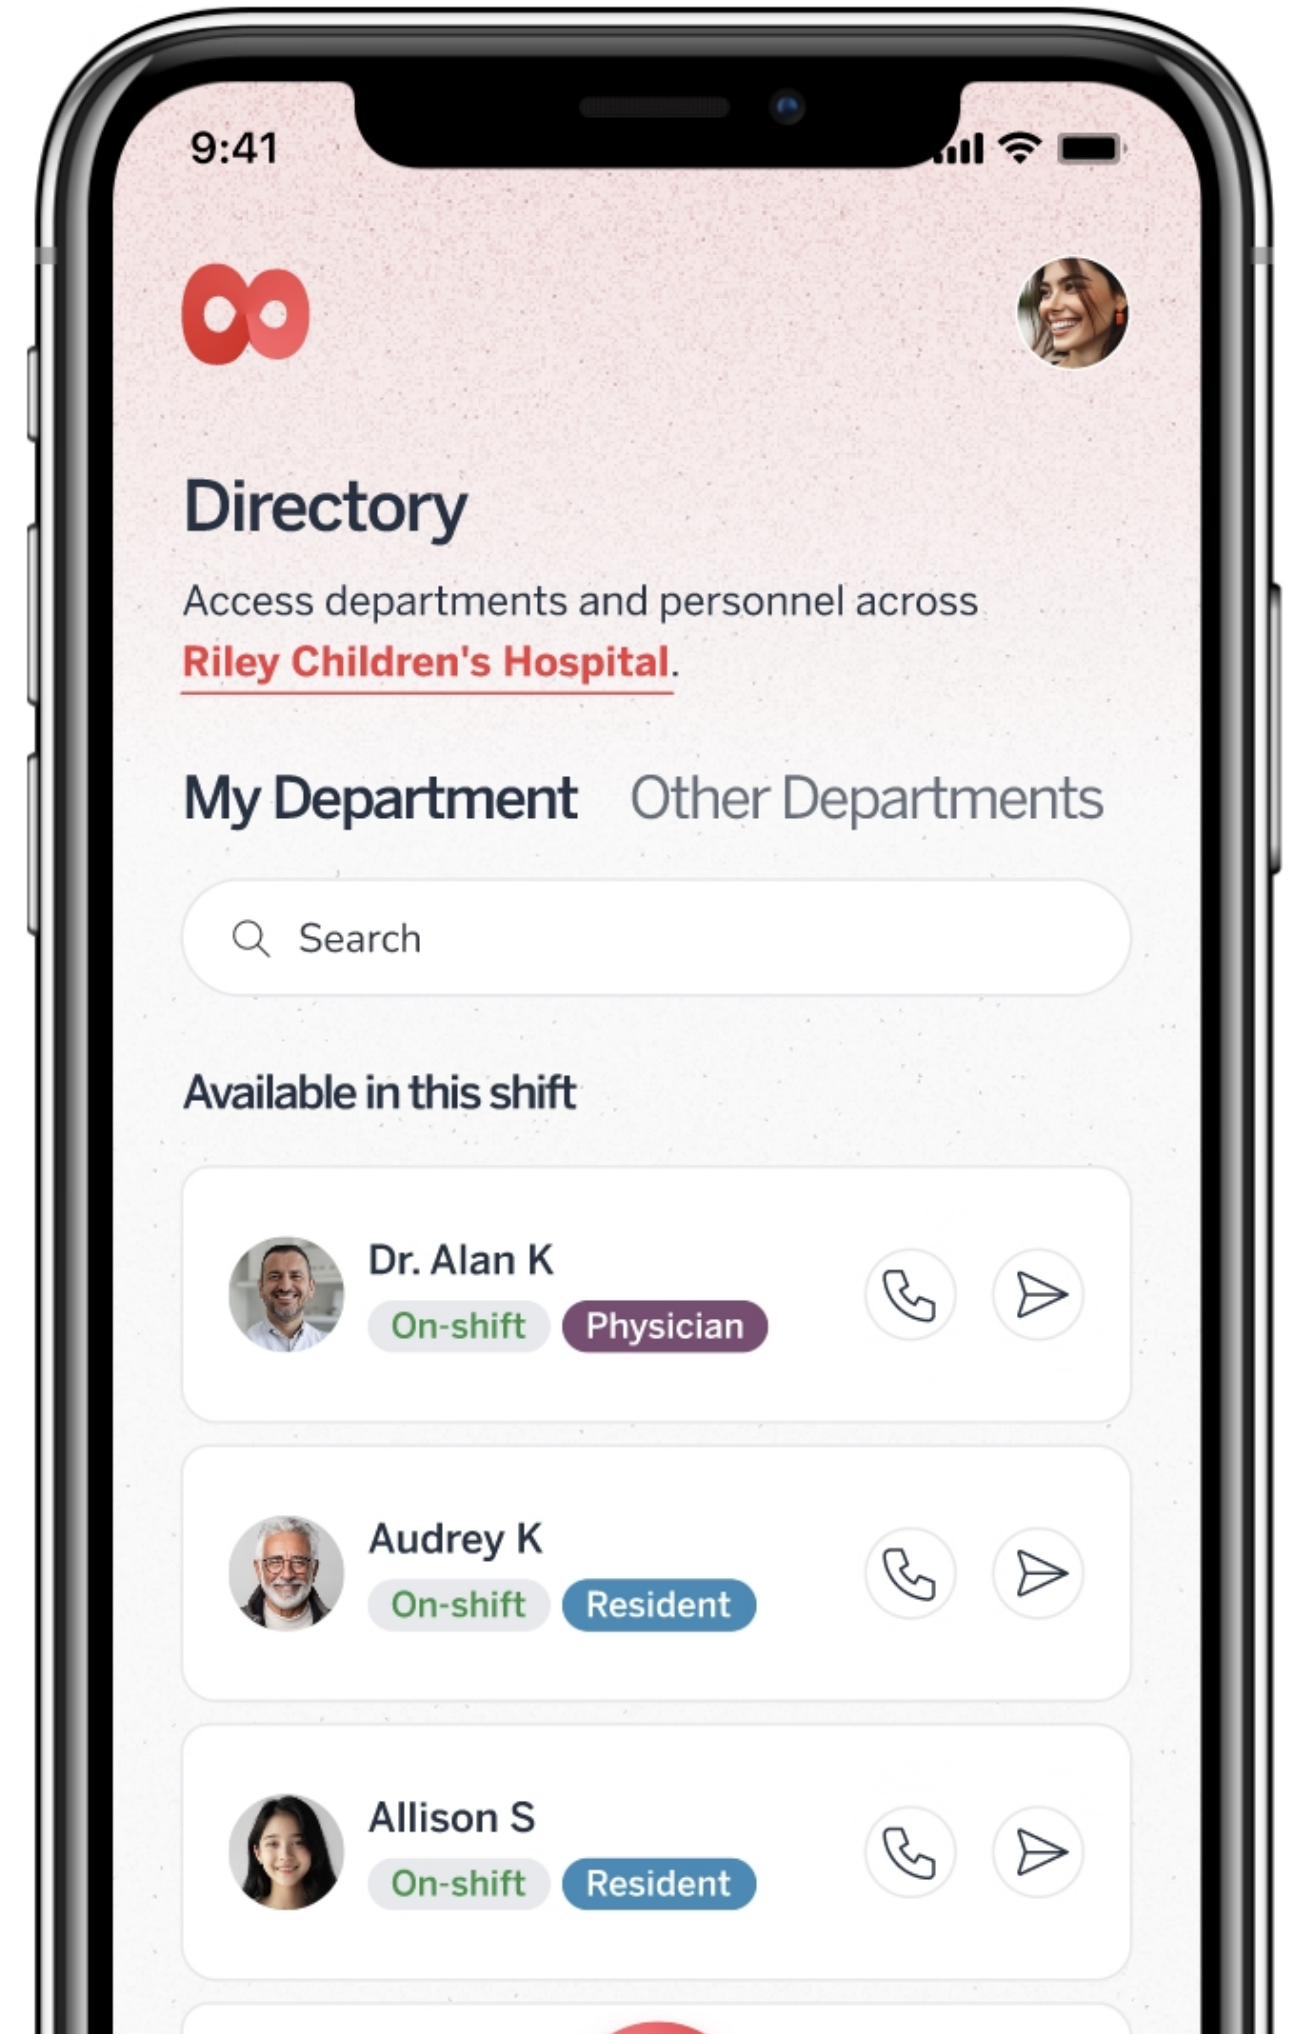 9:41
Directory
Access departments and personnel across
Riley Children's Hospital.
My Department Other Departments
Search
Available in this shift
Dr. Alan K
On-shift Physician
Audrey K
On-shift Resident
Allison S
On-shift Resident